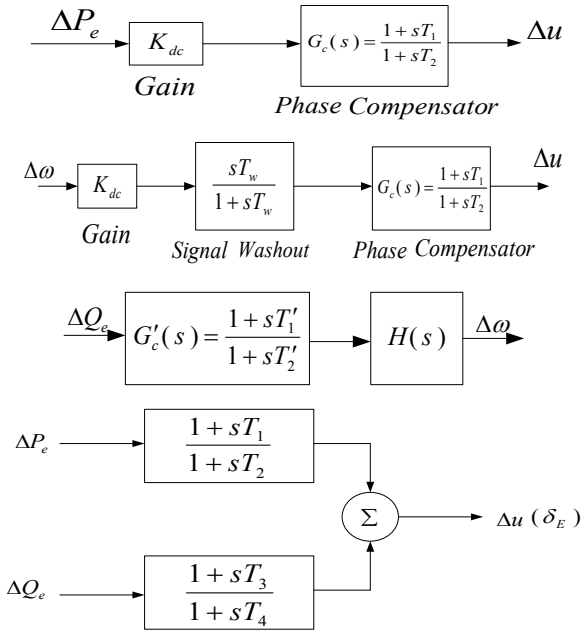 ΔP_e K_dc G_c(s) = (1 + sT_1)/(1 + sT_2) Δu
Gain Phase Compensator
Δω K_dc sT_w/(1 + sT_w) G_c(s) = (1 + sT_1)/(1 + sT_2) Δu
Gain Signal Washout Phase Compensator
ΔQ_e G'_c(s) = (1 + sT'_1)/(1 + sT'_2) H(s) Δω
ΔP_e (1 + sT_1)/(1 + sT_2)
Σ Δu (δ_E)
ΔQ_e (1 + sT_3)/(1 + sT_4)